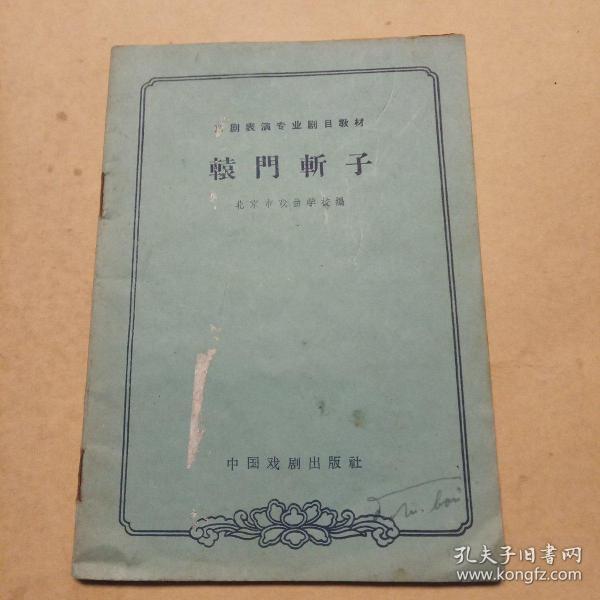 剧表演专业剧目教材
轅門斬子
北京市戏曲学校編
中国戏剧出版社
孔夫子旧书网
www.kongfz.com